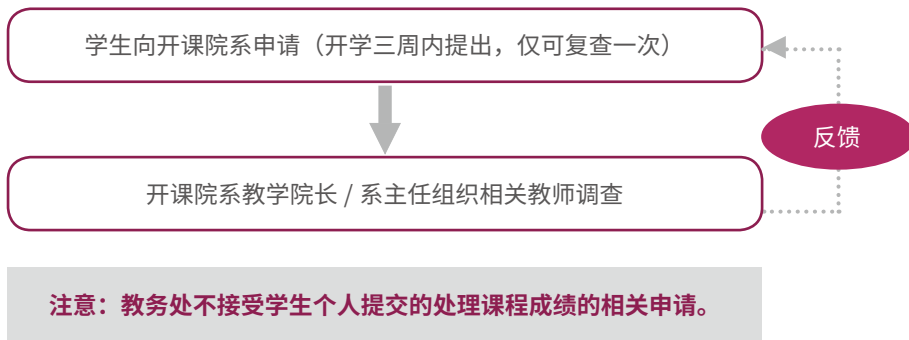 学生向开课院系申请（开学三周内提出，仅可复查一次）
反馈
开课院系教学院长 / 系主任组织相关教师调查
注意：教务处不接受学生个人提交的处理课程成绩的相关申请。